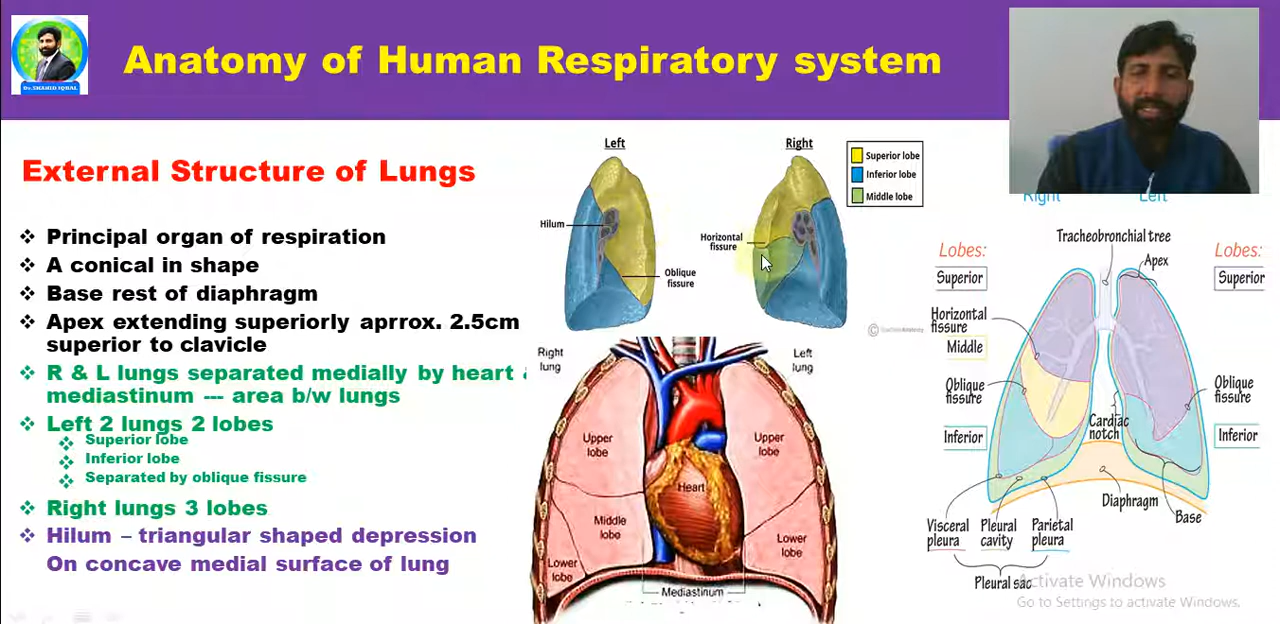 Anatomy of Human Respiratory system
Dr.SHAHID IQBAL
External Structure of Lungs
Principal organ of respiration
A conical in shape
Base rest of diaphragm
Apex extending superiorly aprrox. 2.5cm
superior to clavicle
R & L lungs separated medially by heart
mediastinum --- area b/w lungs
Left 2 lungs 2 lobes
Superior lobe
Inferior lobe
Separated by oblique fissure
Right lungs 3 lobes
Hilum – triangular shaped depression
On concave medial surface of lung
Left
Right
Superior lobe
Inferior lobe
Middle lobe
Hilum
Horizontal
fissure
Oblique
fissure
Right
lung
Left
lung
Upper
lobe
Upper
lobe
Heart
Middle
lobe
Lower
lobe
Lower
lobe
Mediastinum
Right
Left
Tracheobronchial tree
Lobes:
Lobes:
Apex
Superior
Superior
Horizontal
fissure
Middle
Oblique
fissure
Oblique
fissure
Cardiac
notch
Inferior
Inferior
Diaphragm
Base
Visceral
pleura
Pleural
cavity
Parietal
pleura
Pleural sac
Activate Windows
Go to Settings to activate Windows.